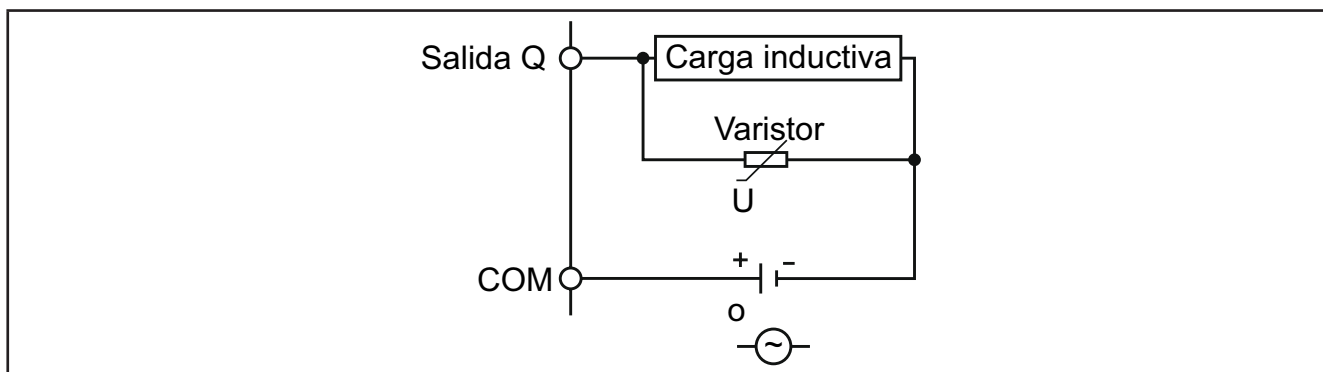 Salida Q
Carga inductiva
Varistor
U
+ -
COM
o
~